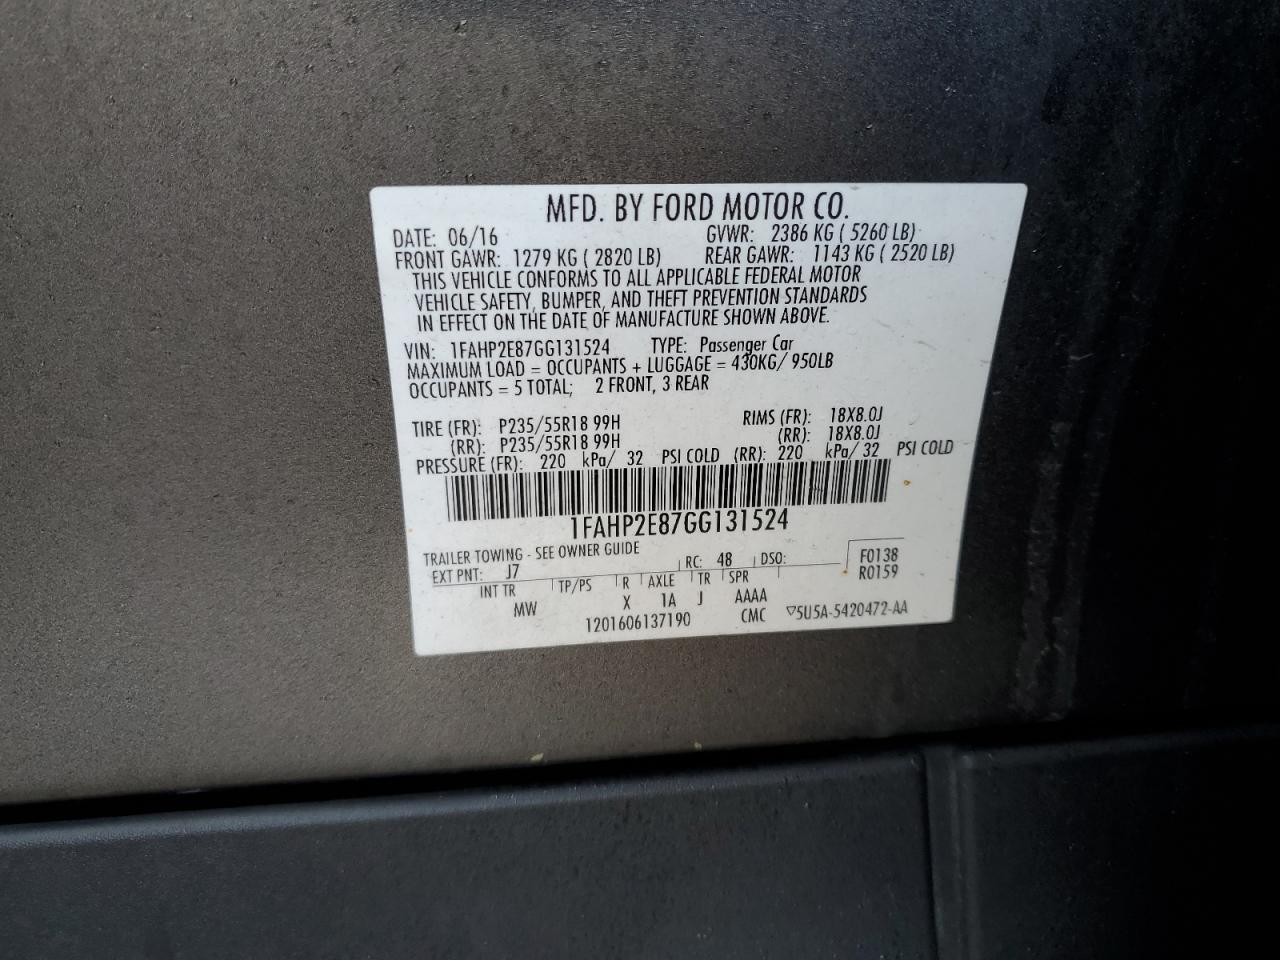 MFD. BY FORD MOTOR CO.
DATE: 06/16 GVWR: 2386 KG ( 5260 LB)
FRONT GAWR: 1279 KG ( 2820 LB) REAR GAWR: 1143 KG ( 2520 LB)
THIS VEHICLE CONFORMS TO ALL APPLICABLE FEDERAL MOTOR
VEHICLE SAFETY, BUMPER, AND THEFT PREVENTION STANDARDS
IN EFFECT ON THE DATE OF MANUFACTURE SHOWN ABOVE.
VIN: 1FAHP2E87GG131524 TYPE: Passenger Car
MAXIMUM LOAD = OCCUPANTS + LUGGAGE = 430KG/ 950LB
OCCUPANTS = 5 TOTAL; 2 FRONT, 3 REAR
TIRE (FR): P235/55R18 99H RIMS (FR): 18X8.0J
(RR): P235/55R18 99H (RR): 18X8.0J
PRESSURE (FR): 220 kPa/ 32 PSI COLD (RR): 220 kPa/ 32 PSI COLD
1FAHP2E87GG131524
TRAILER TOWING - SEE OWNER GUIDE
EXT PNT: J7 RC: 48 DSO: F0138
INT TR TP/PS R AXLE TR SPR R0159
MW X 1A J AAAA
1201606137190 CMC ▽5U5A-5420472-AA